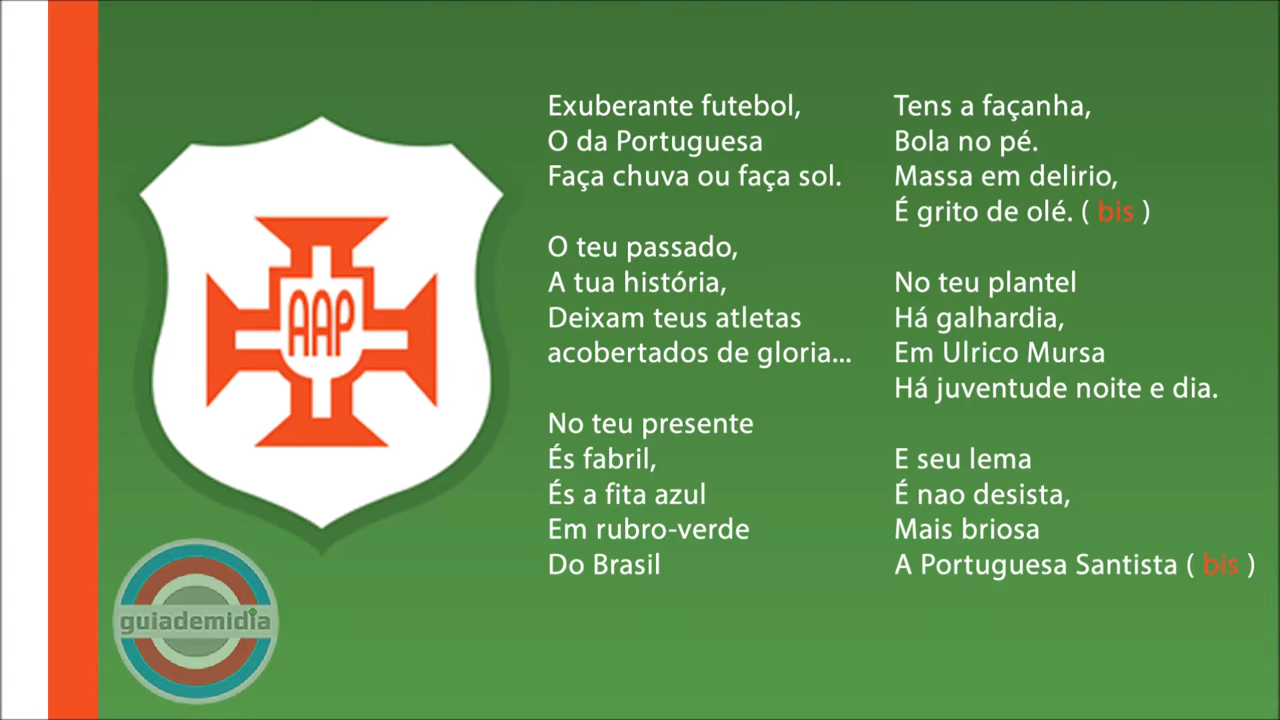 AAP
Exuberante futebol,
O da Portuguesa
Faça chuva ou faça sol.
O teu passado,
A tua história,
Deixam teus atletas
acobertados de gloria...
No teu presente
És fabril,
És a fita azul
Em rubro-verde
Do Brasil
Tens a façanha,
Bola no pé.
Massa em delirio,
É grito de olé. ( bis )
No teu plantel
Há galhardia,
Em Ulrico Mursa
Há juventude noite e dia.
E seu lema
É nao desista,
Mais briosa
A Portuguesa Santista ( bis )
guiademidia